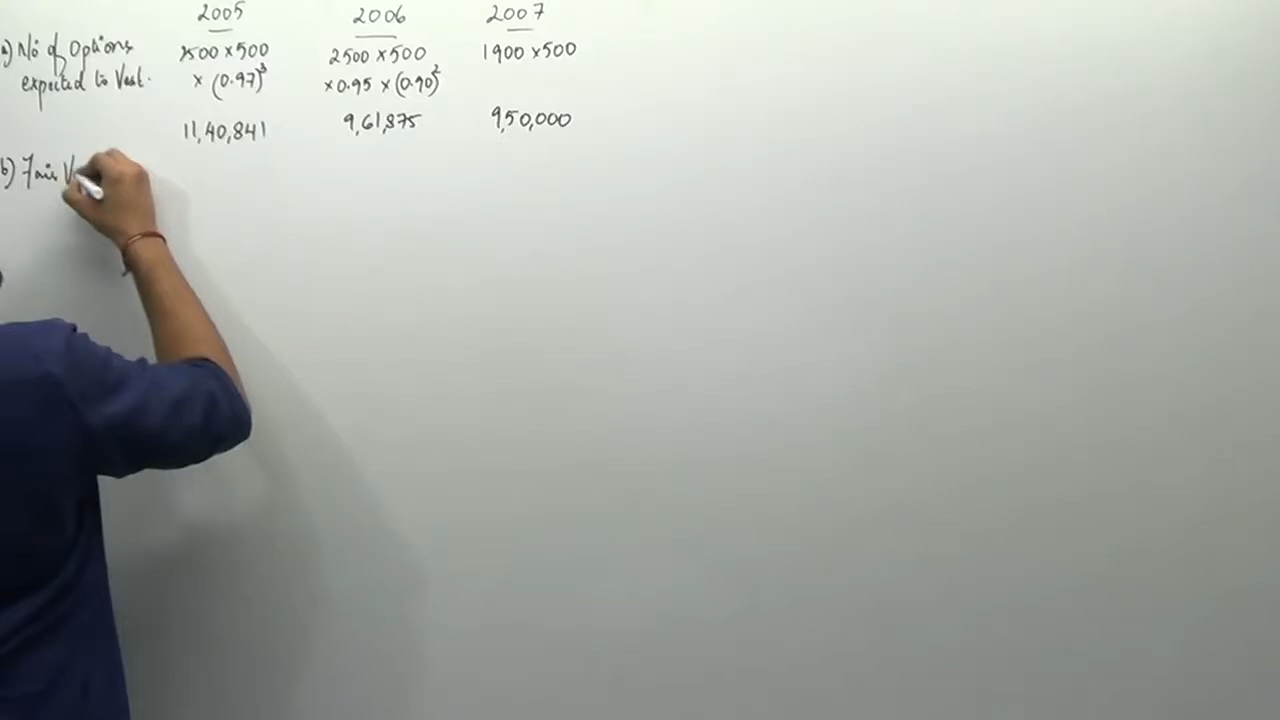 2005 2006 2007
a) No of Options 2500 x 500 2500 x 500 1900 x 500
expected to Vest. x (0.97)³ x 0.95 x (0.90)²
11,40,841 9,61,875 9,50,000
b) Fair